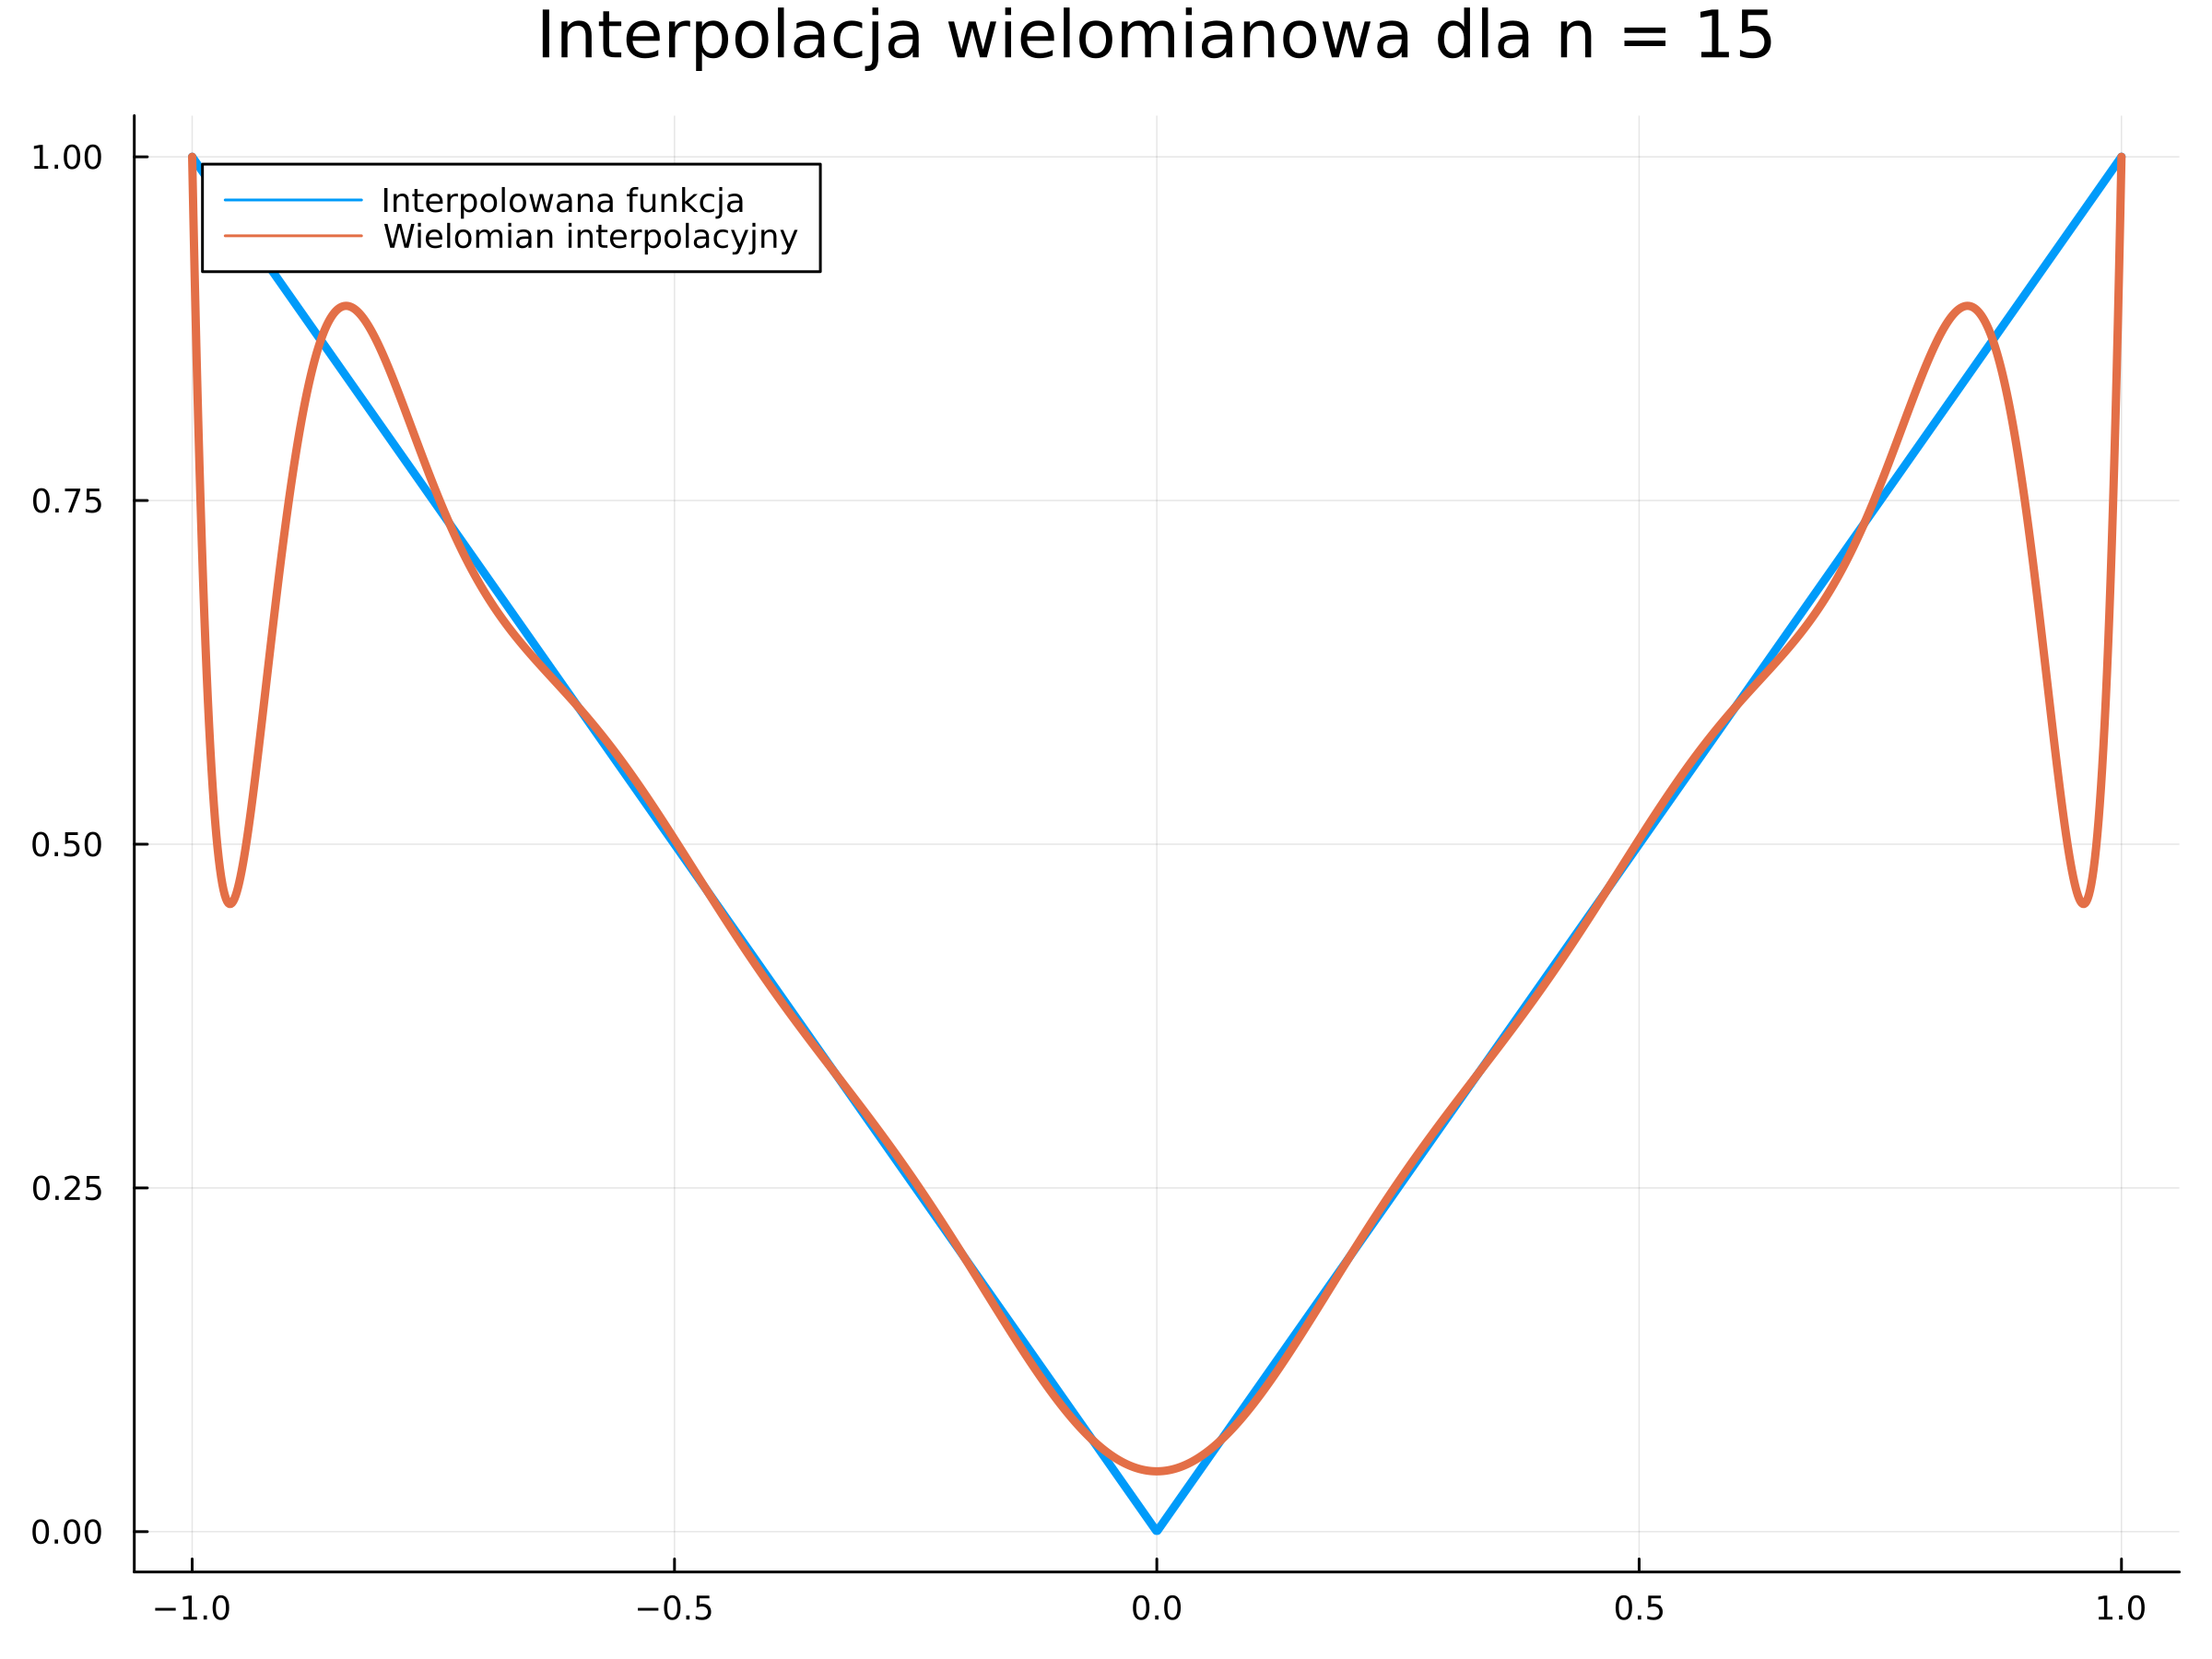 Interpolacja wielomianowa dla n = 15
Interpolowana funkcja
Wielomian interpolacyjny
1.00
0.75
0.50
0.25
0.00
−1.0 −0.5 0.0 0.5 1.0